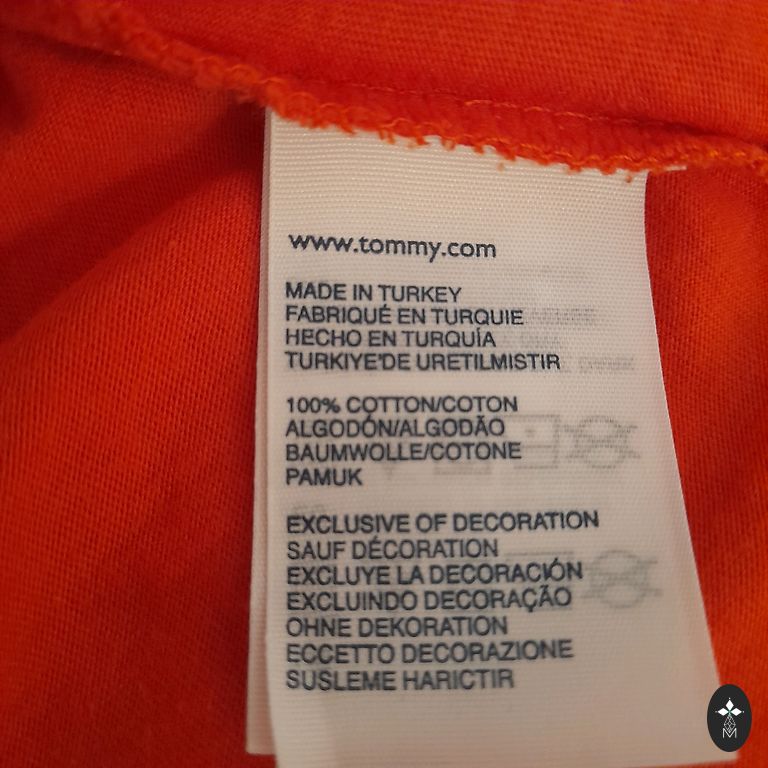 www.tommy.com
MADE IN TURKEY
FABRIQUÉ EN TURQUIE
HECHO EN TURQUÍA
TURKIYE'DE URETILMISTIR
100% COTTON/COTON
ALGODÓN/ALGODÃO
BAUMWOLLE/COTONE
PAMUK
EXCLUSIVE OF DECORATION
SAUF DÉCORATION
EXCLUYE LA DECORACIÓN
EXCLUINDO DECORAÇÃO
OHNE DEKORATION
ECCETTO DECORAZIONE
SUSLEME HARICTIR
M